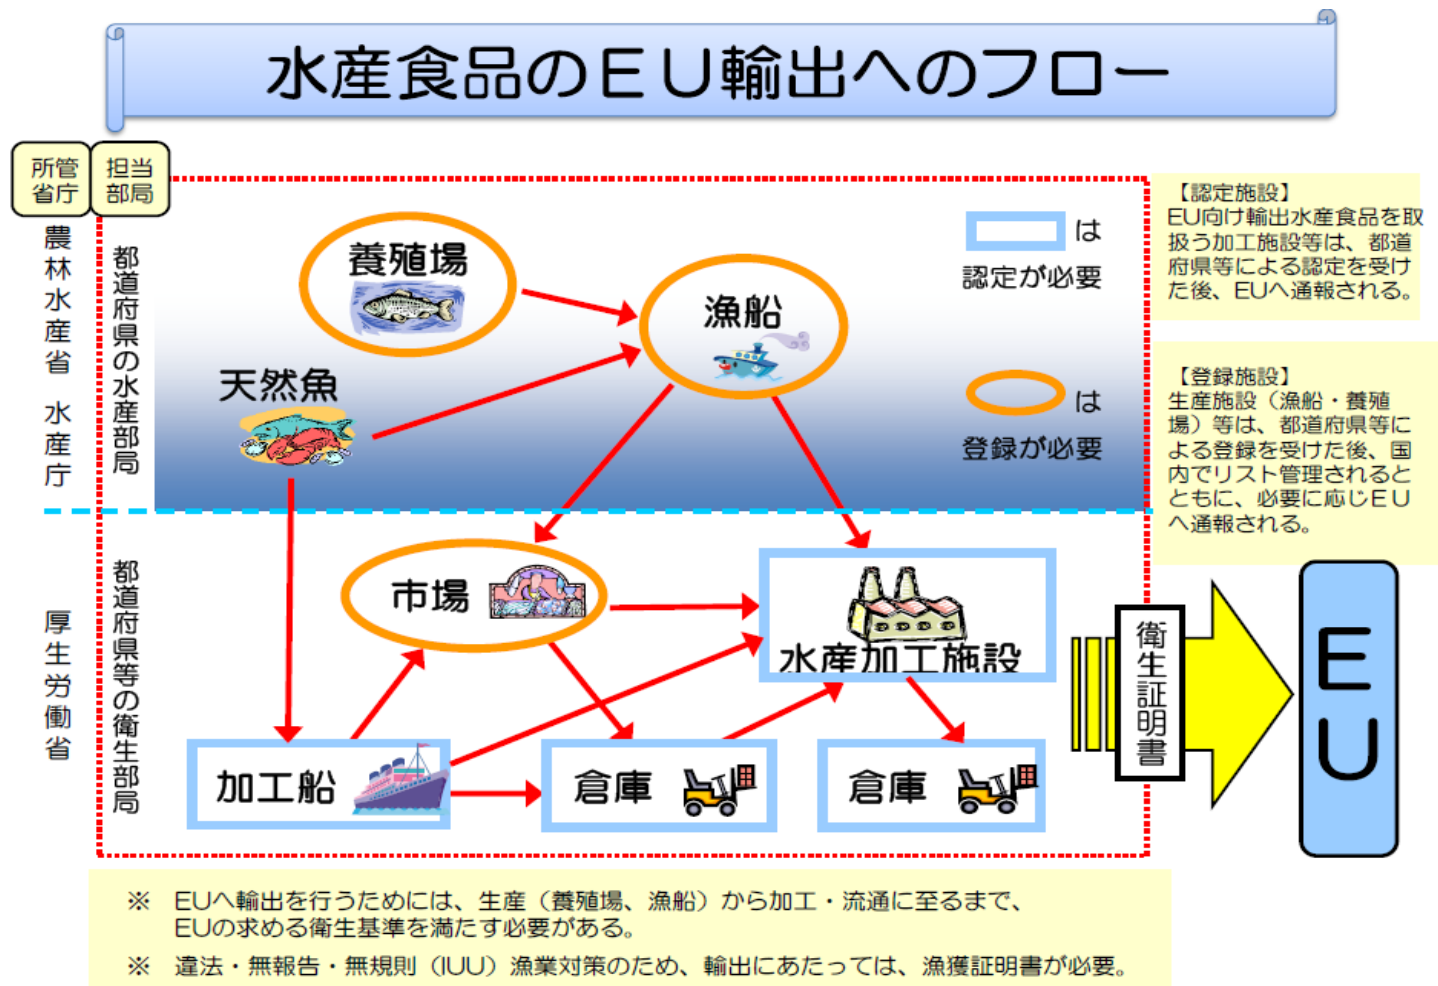 水産食品のＥＵ輸出へのフロー
所管
省庁
担当
部局
農林水産省　水産庁
都道府県の水産部局
養殖場
漁船
天然魚
は
認定が必要
は
登録が必要
【認定施設】
EU向け輸出水産食品を取
扱う加工施設等は、都道
府県等による認定を受け
た後、EUへ通報される。
【登録施設】
生産施設（漁船・養殖
場）等は、都道府県等に
よる登録を受けた後、国
内でリスト管理されると
ともに、必要に応じＥＵ
へ通報される。
厚生労働省
都道府県等の衛生部局
市場
水産加工施設
加工船
倉庫
倉庫
衛生証明書
ＥＵ
※　EUへ輸出を行うためには、生産（養殖場、漁船）から加工・流通に至るまで、
EUの求める衛生基準を満たす必要がある。
※　違法・無報告・無規則（IUU）漁業対策のため、輸出にあたっては、漁獲証明書が必要。